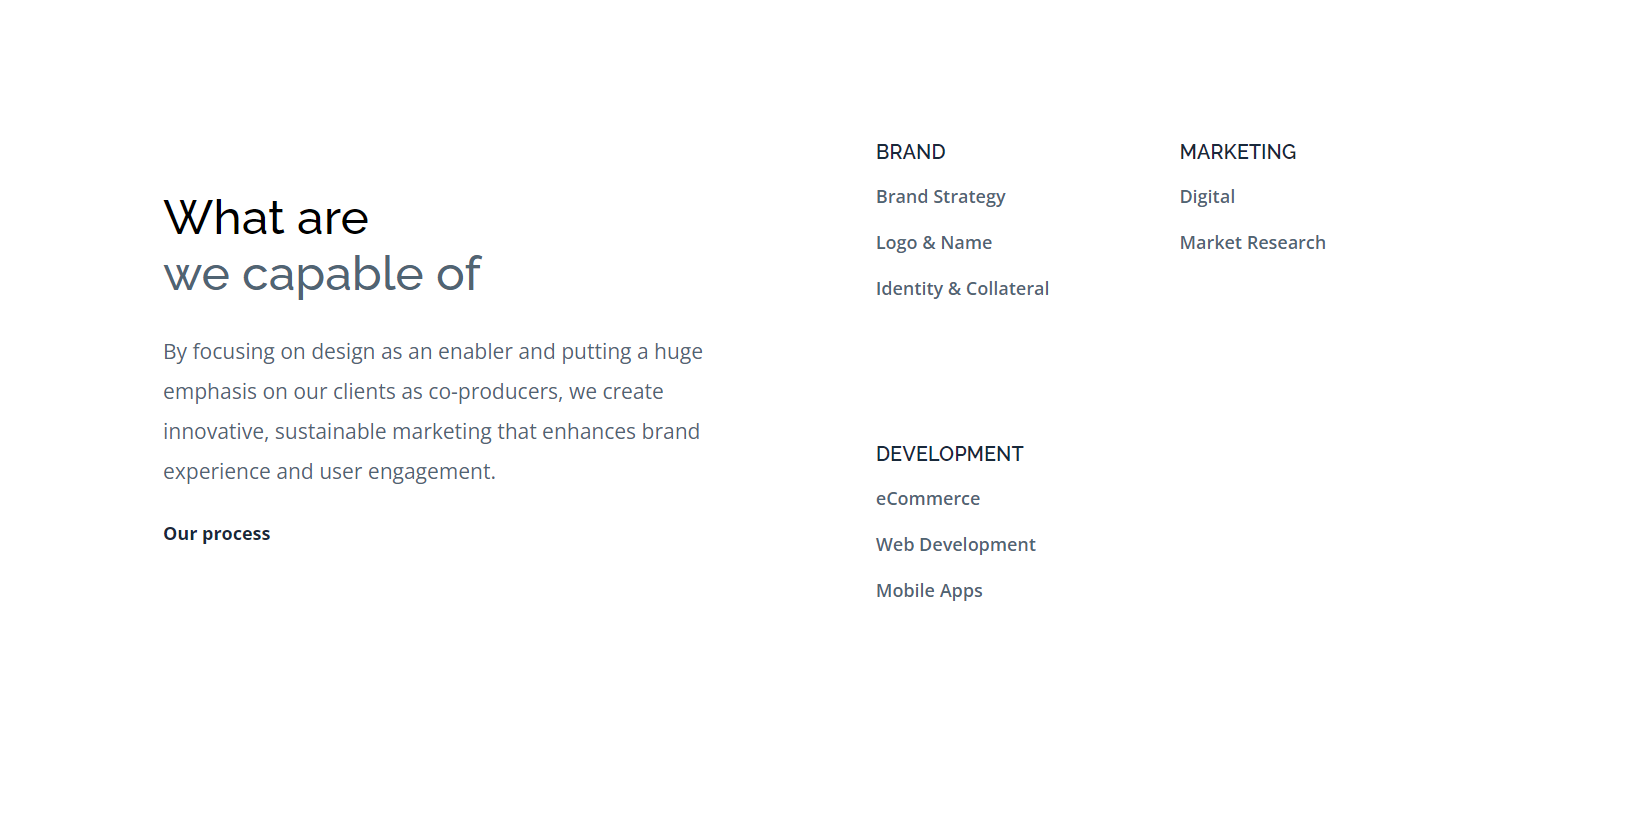 What are
we capable of
By focusing on design as an enabler and putting a huge
emphasis on our clients as co-producers, we create
innovative, sustainable marketing that enhances brand
experience and user engagement.
Our process
BRAND
Brand Strategy
Logo & Name
Identity & Collateral
MARKETING
Digital
Market Research
DEVELOPMENT
eCommerce
Web Development
Mobile Apps